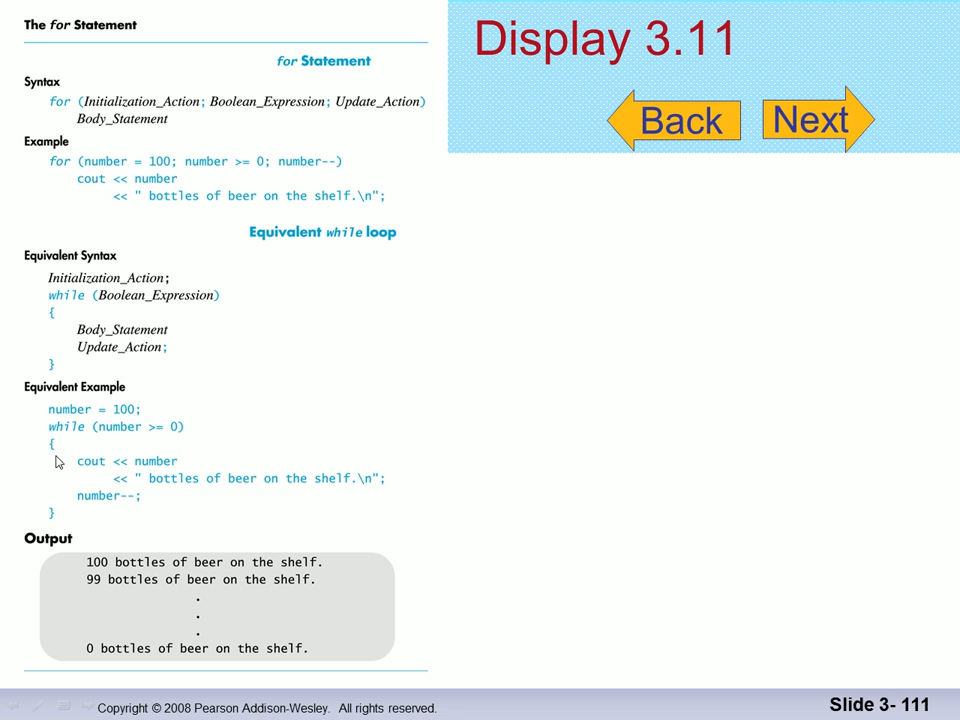 The for Statement
for Statement
Syntax
for (Initialization_Action; Boolean_Expression; Update_Action)
Body_Statement
Example
for (number = 100; number >= 0; number--)
cout << number
<< " bottles of beer on the shelf.\n";
Equivalent while loop
Equivalent Syntax
Initialization_Action;
while (Boolean_Expression)
{
Body_Statement
Update_Action;
}
Equivalent Example
number = 100;
while (number >= 0)
{
cout << number
<< " bottles of beer on the shelf.\n";
number--;
}
Output
100 bottles of beer on the shelf.
99 bottles of beer on the shelf.
.
.
.
0 bottles of beer on the shelf.
Display 3.11
Back
Next
Copyright © 2008 Pearson Addison-Wesley. All rights reserved.
Slide 3- 111